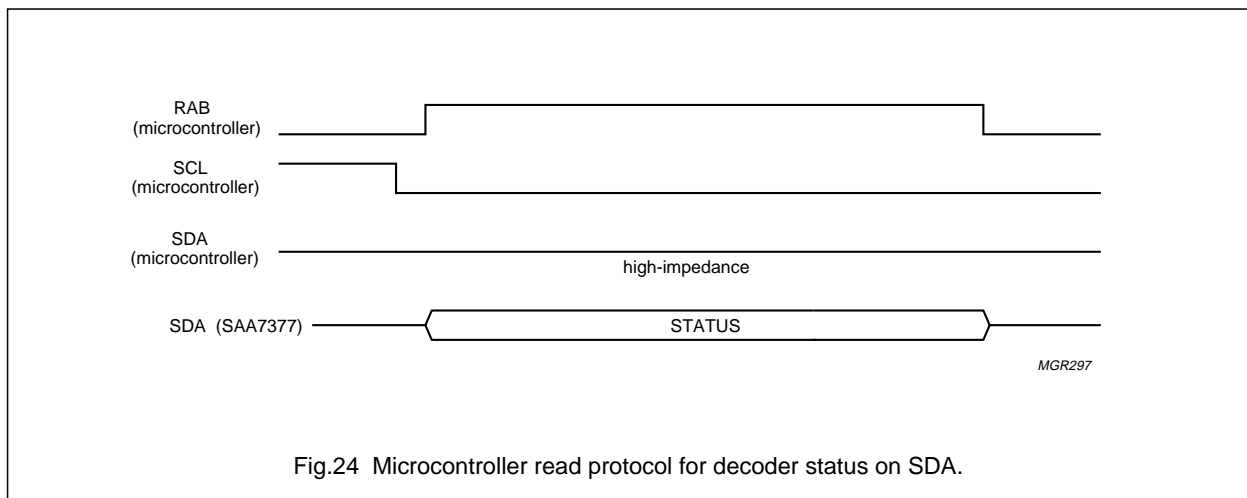 RAB
(microcontroller)
SCL
(microcontroller)
SDA
(microcontroller)
high-impedance
SDA (SAA7377)
STATUS
MGR297
Fig.24 Microcontroller read protocol for decoder status on SDA.